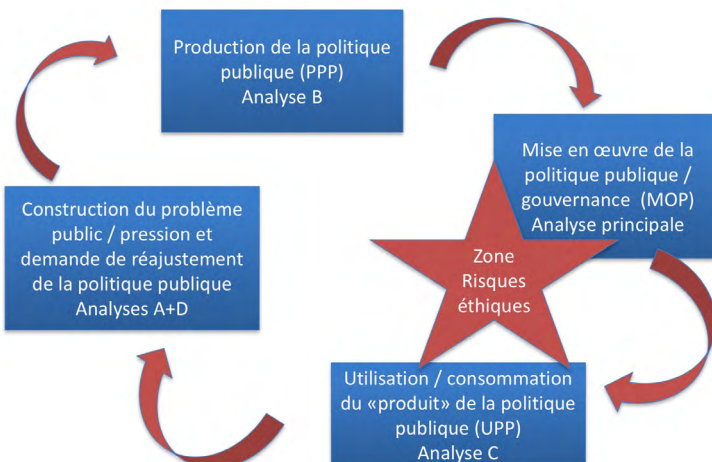 Production de la politique
publique (PPP)
Analyse B
Mise en œuvre de la
politique publique /
gouvernance (MOP)
Analyse principale
Construction du problème
public / pression et
demande de réajustement
de la politique publique
Analyses A+D
Zone
Risques
éthiques
Utilisation / consommation
du «produit» de la politique
publique (UPP)
Analyse C